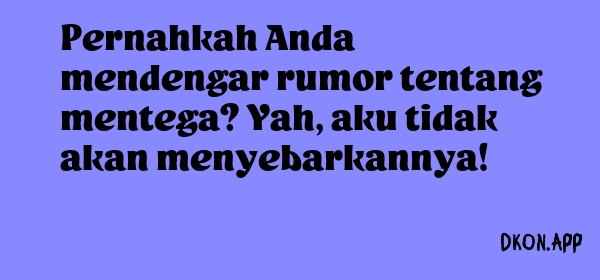 Pernahkah Anda
mendengar rumor tentang
mentega? Yah, aku tidak
akan menyebarkannya!
DKON.APP